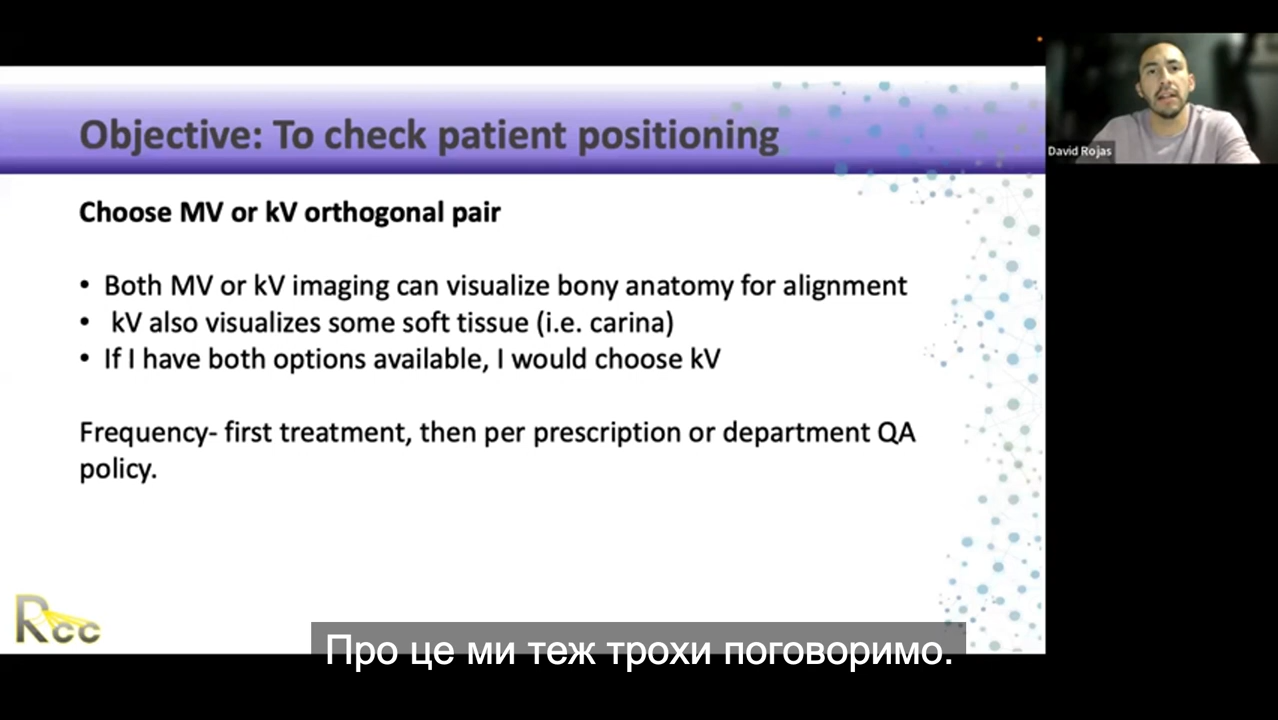 Objective: To check patient positioning
David Rojas
Choose MV or kV orthogonal pair
• Both MV or kV imaging can visualize bony anatomy for alignment
• kV also visualizes some soft tissue (i.e. carina)
• If I have both options available, I would choose kV
Frequency- first treatment, then per prescription or department QA
policy.
Rcc
Про це ми теж трохи поговоримо.